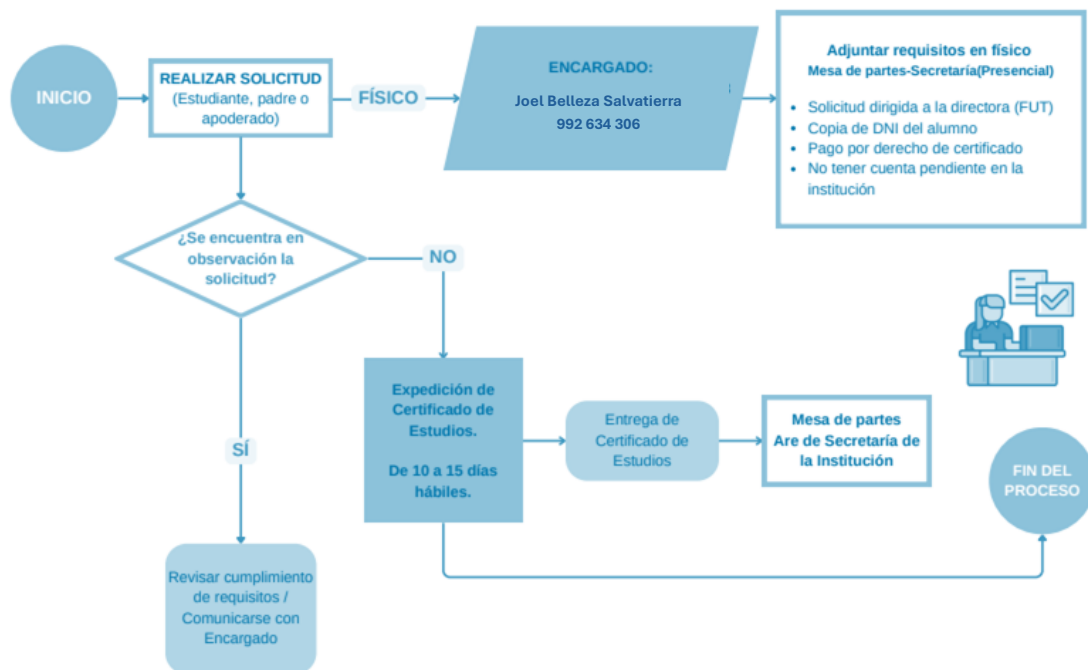 INICIO
REALIZAR SOLICITUD
(Estudiante, padre o
apoderado)
FÍSICO
ENCARGADO:
Joel Belleza Salvatierra
992 634 306
Adjuntar requisitos en físico
Mesa de partes-Secretaría(Presencial)
• Solicitud dirigida a la directora (FUT)
• Copia de DNI del alumno
• Pago por derecho de certificado
• No tener cuenta pendiente en la
institución
¿Se encuentra en
observación la
solicitud?
NO
SÍ
Expedición de
Certificado de
Estudios.
De 10 a 15 días
hábiles.
Entrega de
Certificado de
Estudios
Mesa de partes
Are de Secretaría de
la Institución
FIN DEL
PROCESO
Revisar cumplimiento
de requisitos /
Comunicarse con
Encargado